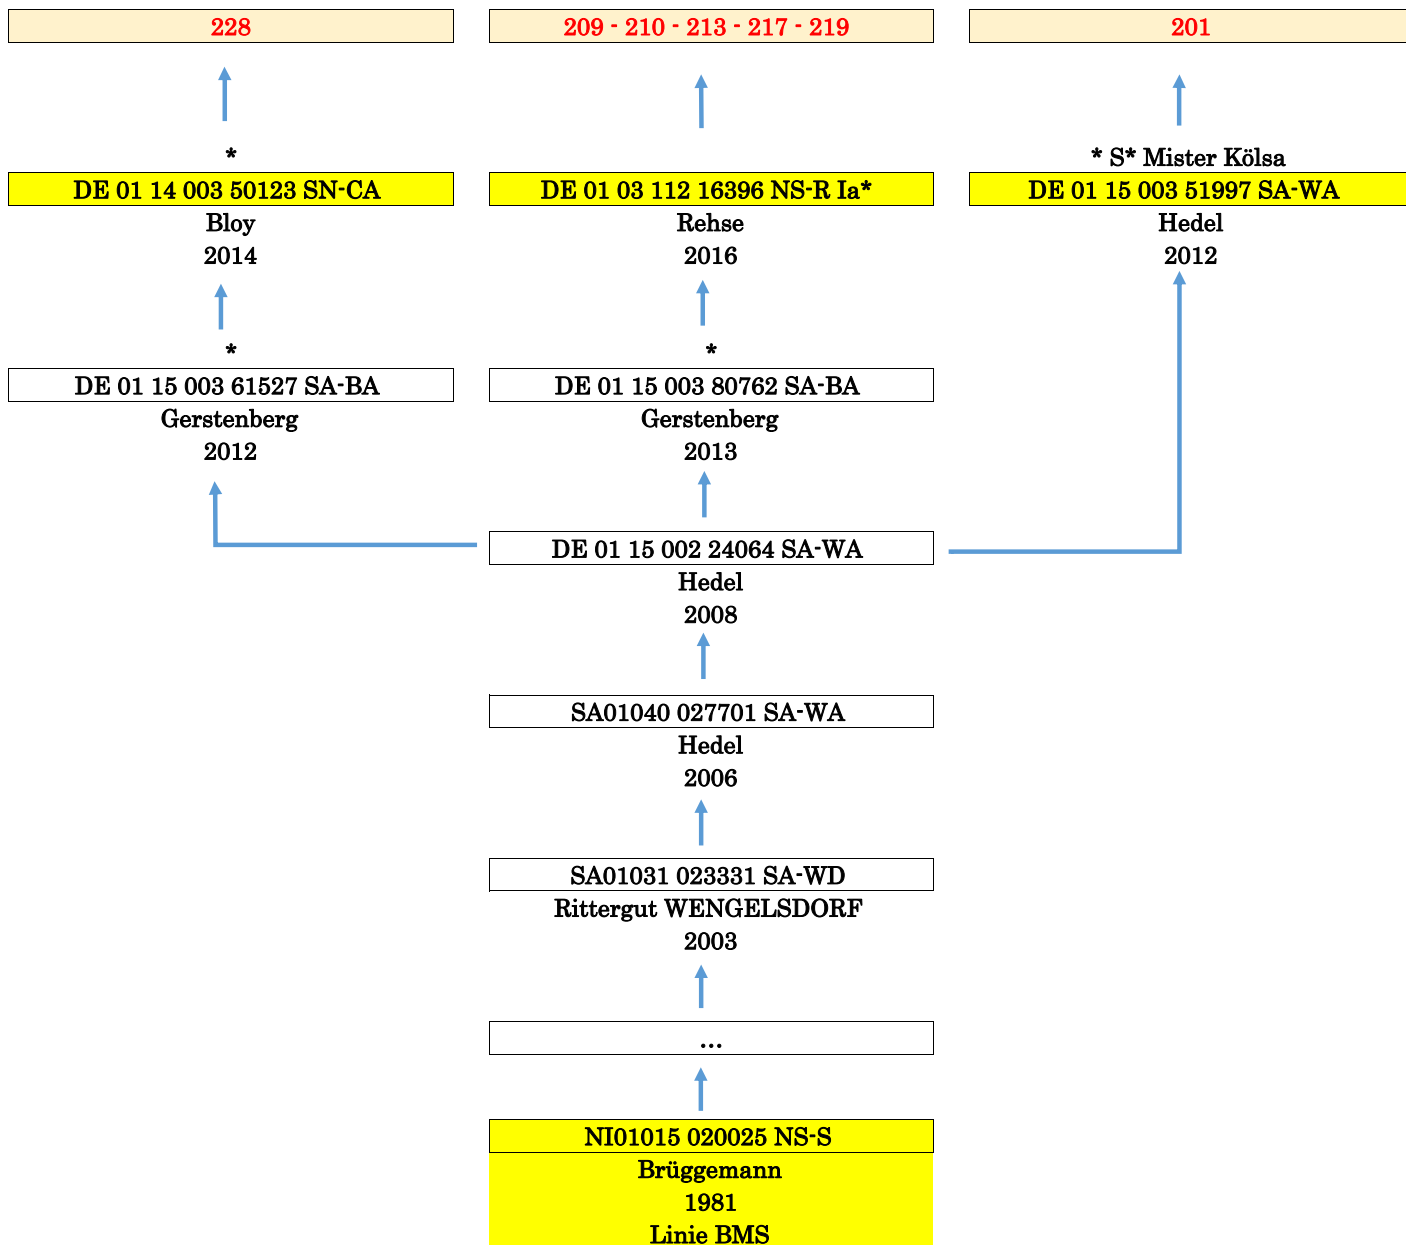 228
209 - 210 - 213 - 217 - 219
201
*
* S* Mister Kölsa
DE 01 14 003 50123 SN-CA
DE 01 03 112 16396 NS-R Ia*
DE 01 15 003 51997 SA-WA
Bloy
Rehse
Hedel
2014
2016
2012
*
*
DE 01 15 003 61527 SA-BA
DE 01 15 003 80762 SA-BA
Gerstenberg
Gerstenberg
2012
2013
DE 01 15 002 24064 SA-WA
Hedel
2008
SA01040 027701 SA-WA
Hedel
2006
SA01031 023331 SA-WD
Rittergut WENGELSDORF
2003
...
NI01015 020025 NS-S
Brüggemann
1981
Linie BMS